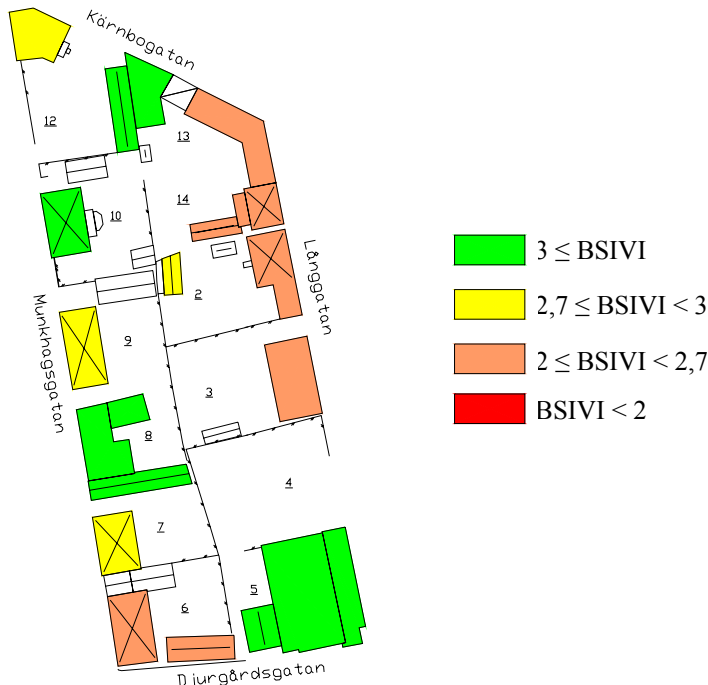 Kärnbogatan
12
13
10
14
Långgatan
2
Munkhagsgatan
9
3
8
4
7
5
6
Djurgårdsgatan
3 ≤ BSIVI
2,7 ≤ BSIVI < 3
2 ≤ BSIVI < 2,7
BSIVI < 2